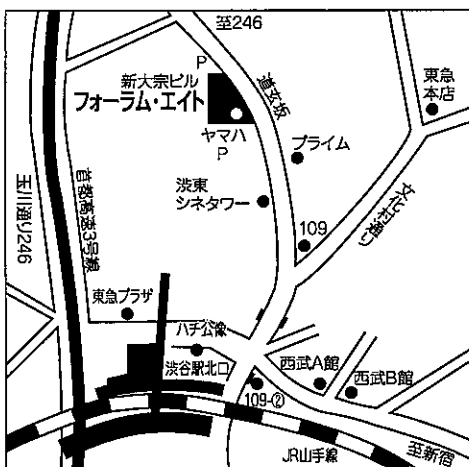 至246
P
新大宗ビル
フォーラム・エイト
ヤマハ
P
道玄坂
プライム
東急
本店
渋東
シネタワー
109
文化村通り
玉川通り246
首都高速3号線
東急プラザ
ハチ公像
渋谷駅北口
109-②
西武A館
西武B館
JR山手線
至新宿